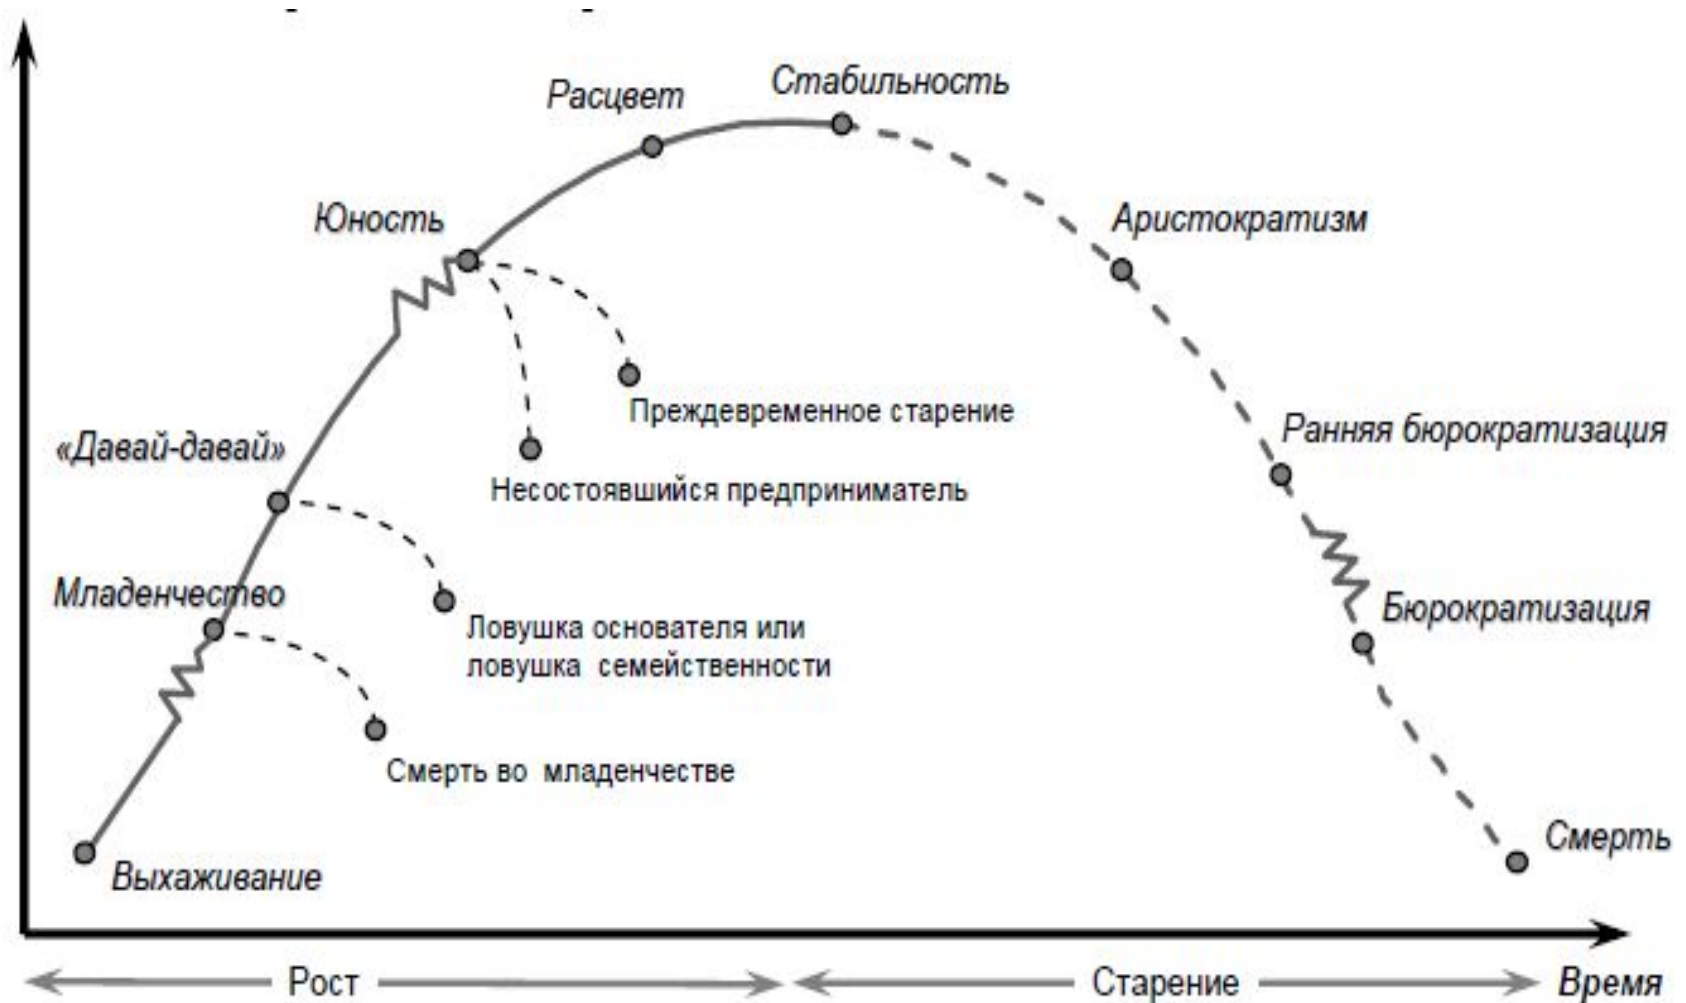 Стабильность
Расцвет
Юность
Аристократизм
Преждевременное старение
«Давай-давай»
Ранняя бюрократизация
Несостоявшийся предприниматель
Младенчество
Бюрократизация
Ловушка основателя или
ловушка семейственности
Смерть во младенчестве
Смерть
Выхаживание
Рост
Старение
Время